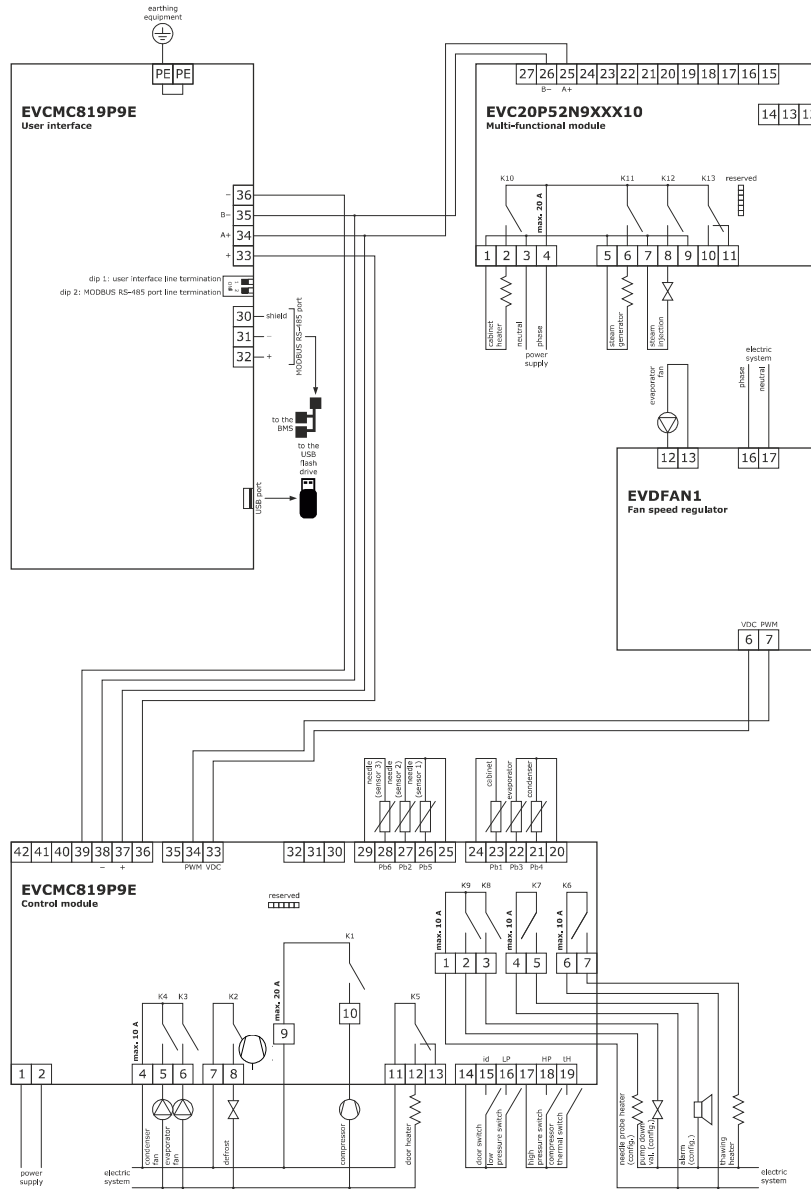 earthing
equipment
PE PE
EVCMC819P9E
User interface
- 36
B- 35
A+ 34
+ 33
dip 1: user interface line termination
dip 2: MODBUS RS-485 port line termination
30 shield
31 -
32 +
MODBUS RS-485 port
to the
BMS
to the
USB
flash
drive
USB port
27 26 25 24 23 22 21 20 19 18 17 16 15
B- A+
EVC20P52N9XXX10
Multi-functional module
14 13
K10 K11 K12 K13 reserved
max. 20 A
1 2 3 4 5 6 7 8 9 10 11
cabinet
heater
neutral
phase
power
supply
steam
generator
steam
injection
electric
system
evaporator
fan
phase
neutral
12 13 16 17
EVDFAN1
Fan speed regulator
VDC PWM
6 7
needle
(sensor 3)
needle
(sensor 2)
needle
(sensor 1)
cabinet
evaporator
condenser
42 41 40 39 38 37 36 35 34 33 32 31 30 29 28 27 26 25 24 23 22 21 20
- + PWM VDC Pb6 Pb2 Pb5 Pb1 Pb3 Pb4
EVCMC819P9E
Control module
reserved
K9 K8 K7 K6
max. 10 A
max. 10 A
max. 10 A
1 2 3 4 5 6 7
K1
max. 20 A
9 10
K4 K3 K2 K5
max. 10 A
id LP HP tH
1 2 4 5 6 7 8 11 12 13 14 15 16 17 18 19
power
supply
electric
system
condenser
fan
evaporator
fan
defrost
compressor
door heater
door switch
low
pressure switch
high
pressure switch
compressor
thermal switch
needle probe heater
(config.)
pump down
val. (config.)
alarm
(config.)
thawing
heater
electric
system